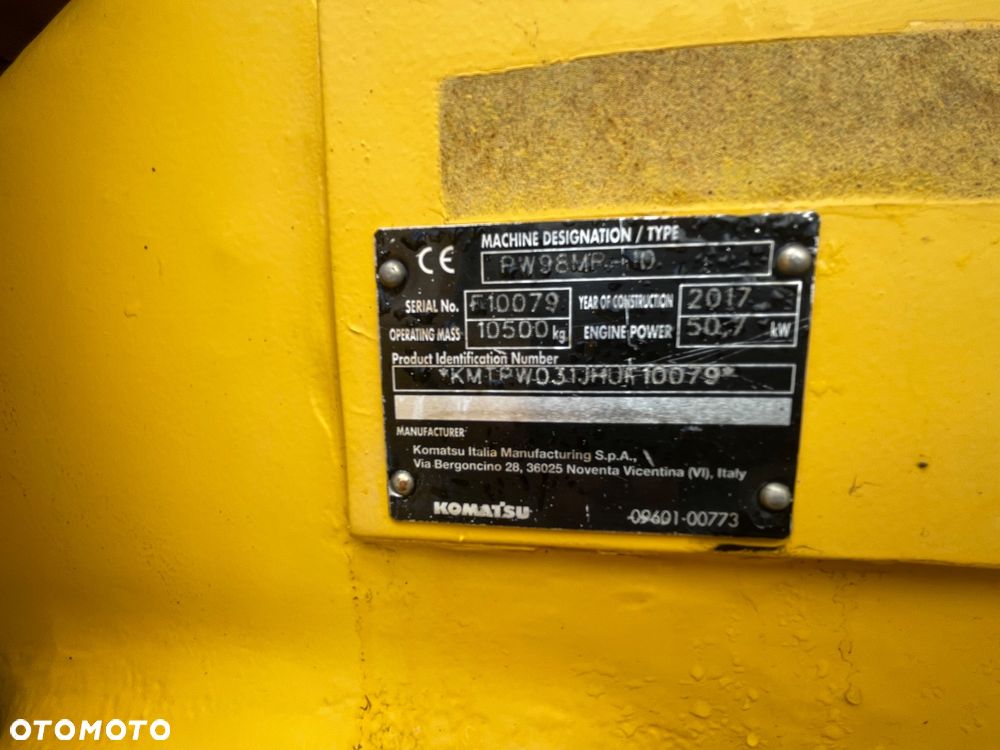 CE
MACHINE DESIGNATION / TYPE
PW98MR-
SERIAL No. F10079 YEAR OF CONSTRUCTION 2017
OPERATING MASS 10500 kg ENGINE POWER 50,7 kW
Product Identification Number
*KMTPW031JHUF10079*
MANUFACTURER
Komatsu Italia Manufacturing S.p.A.,
Via Bergoncino 28, 36025 Noventa Vicentina (VI), Italy
KOMATSU 09601-00773
OTOMOTO